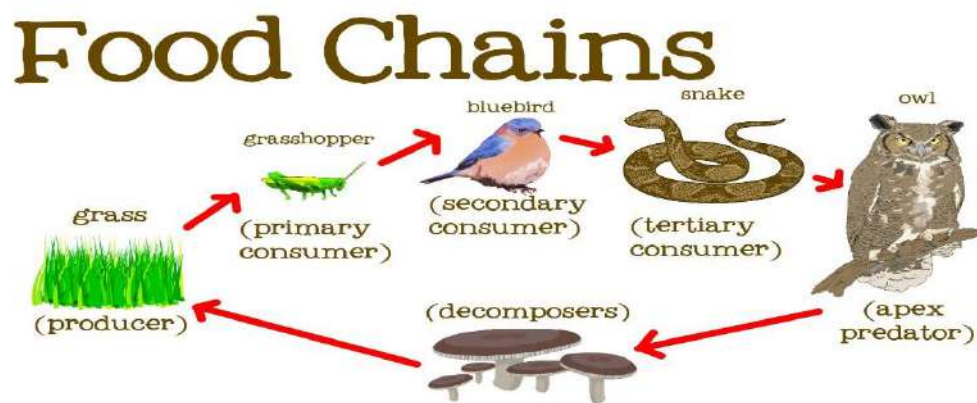 Food Chains
grass
(producer)
grasshopper
(primary
consumer)
bluebird
(secondary
consumer)
snake
(tertiary
consumer)
owl
(apex
predator)
(decomposers)